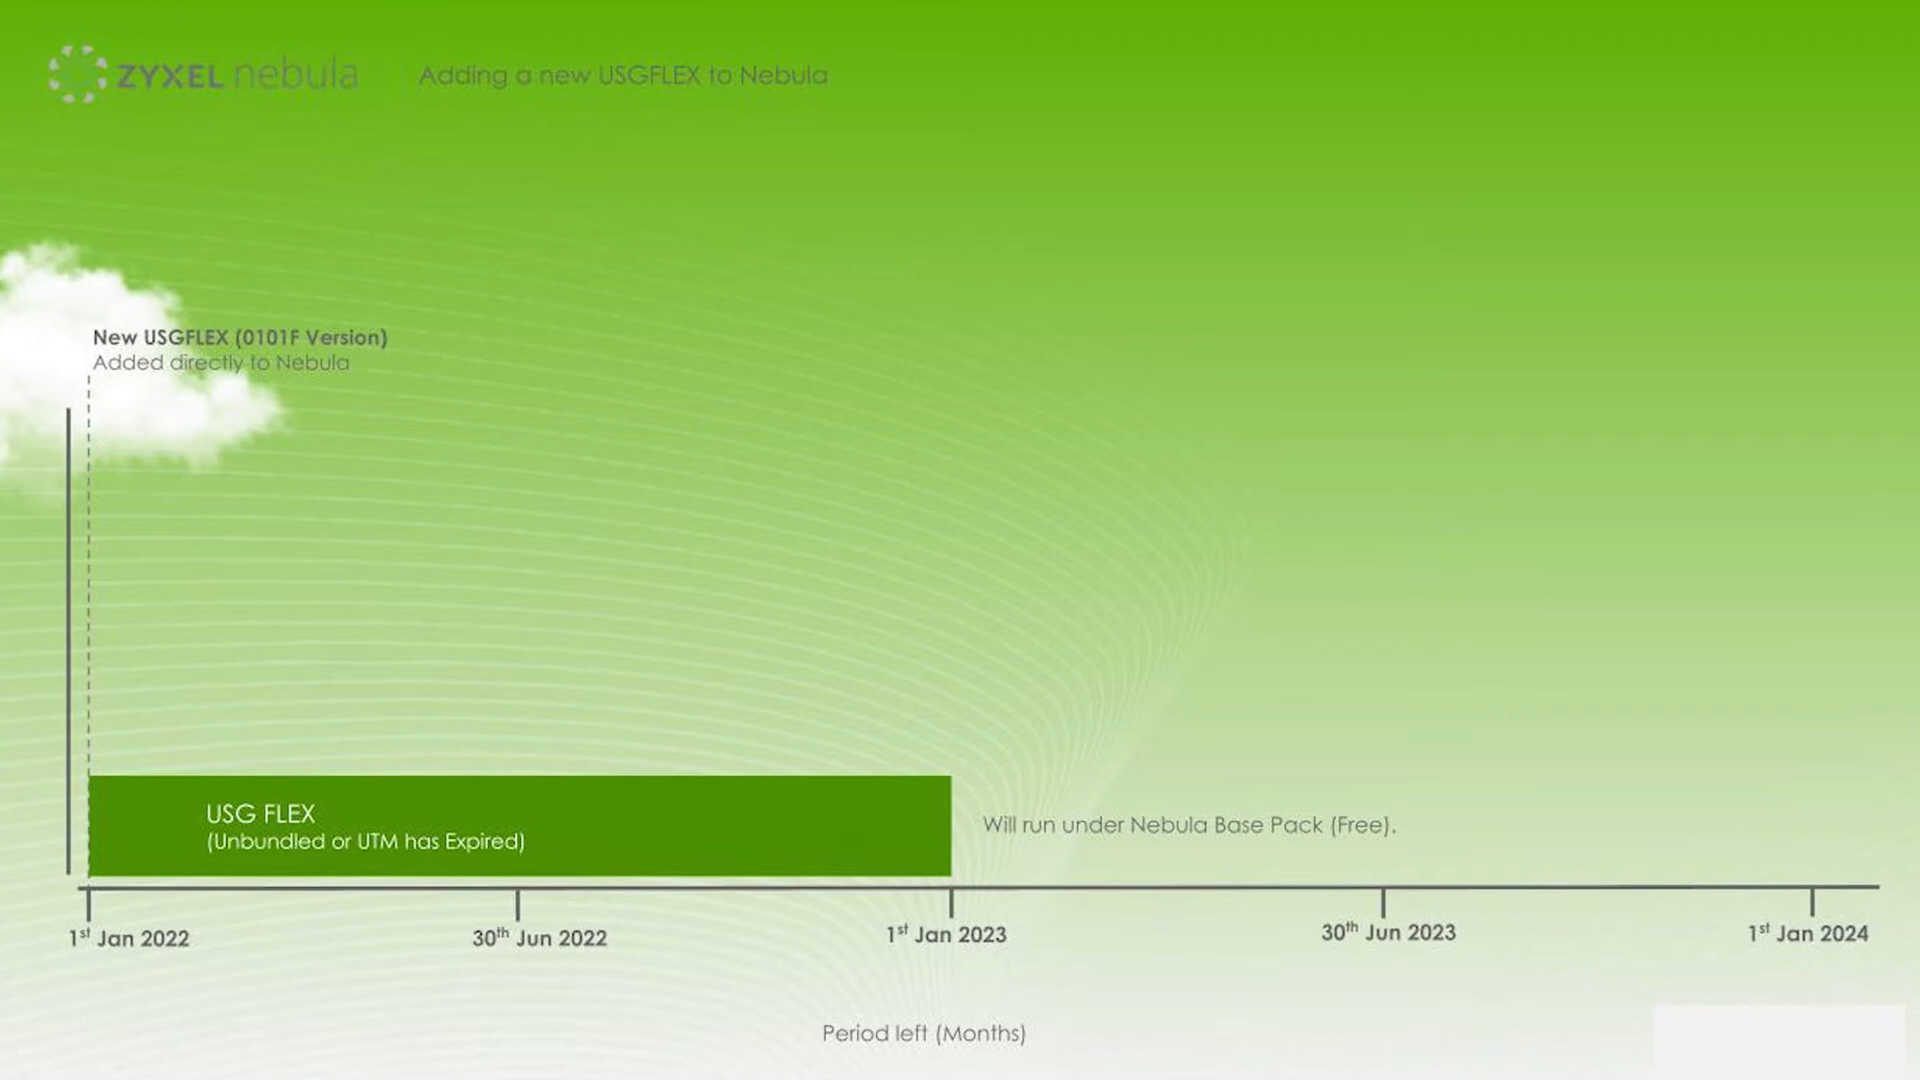 ZYXEL nebula
Adding a new USGFLEX to Nebula
New USGFLEX (0101F Version)
Added directly to Nebula
USG FLEX
(Unbundled or UTM has Expired)
Will run under Nebula Base Pack (Free).
1st Jan 2022
30th Jun 2022
1st Jan 2023
30th Jun 2023
1st Jan 2024
Period left (Months)